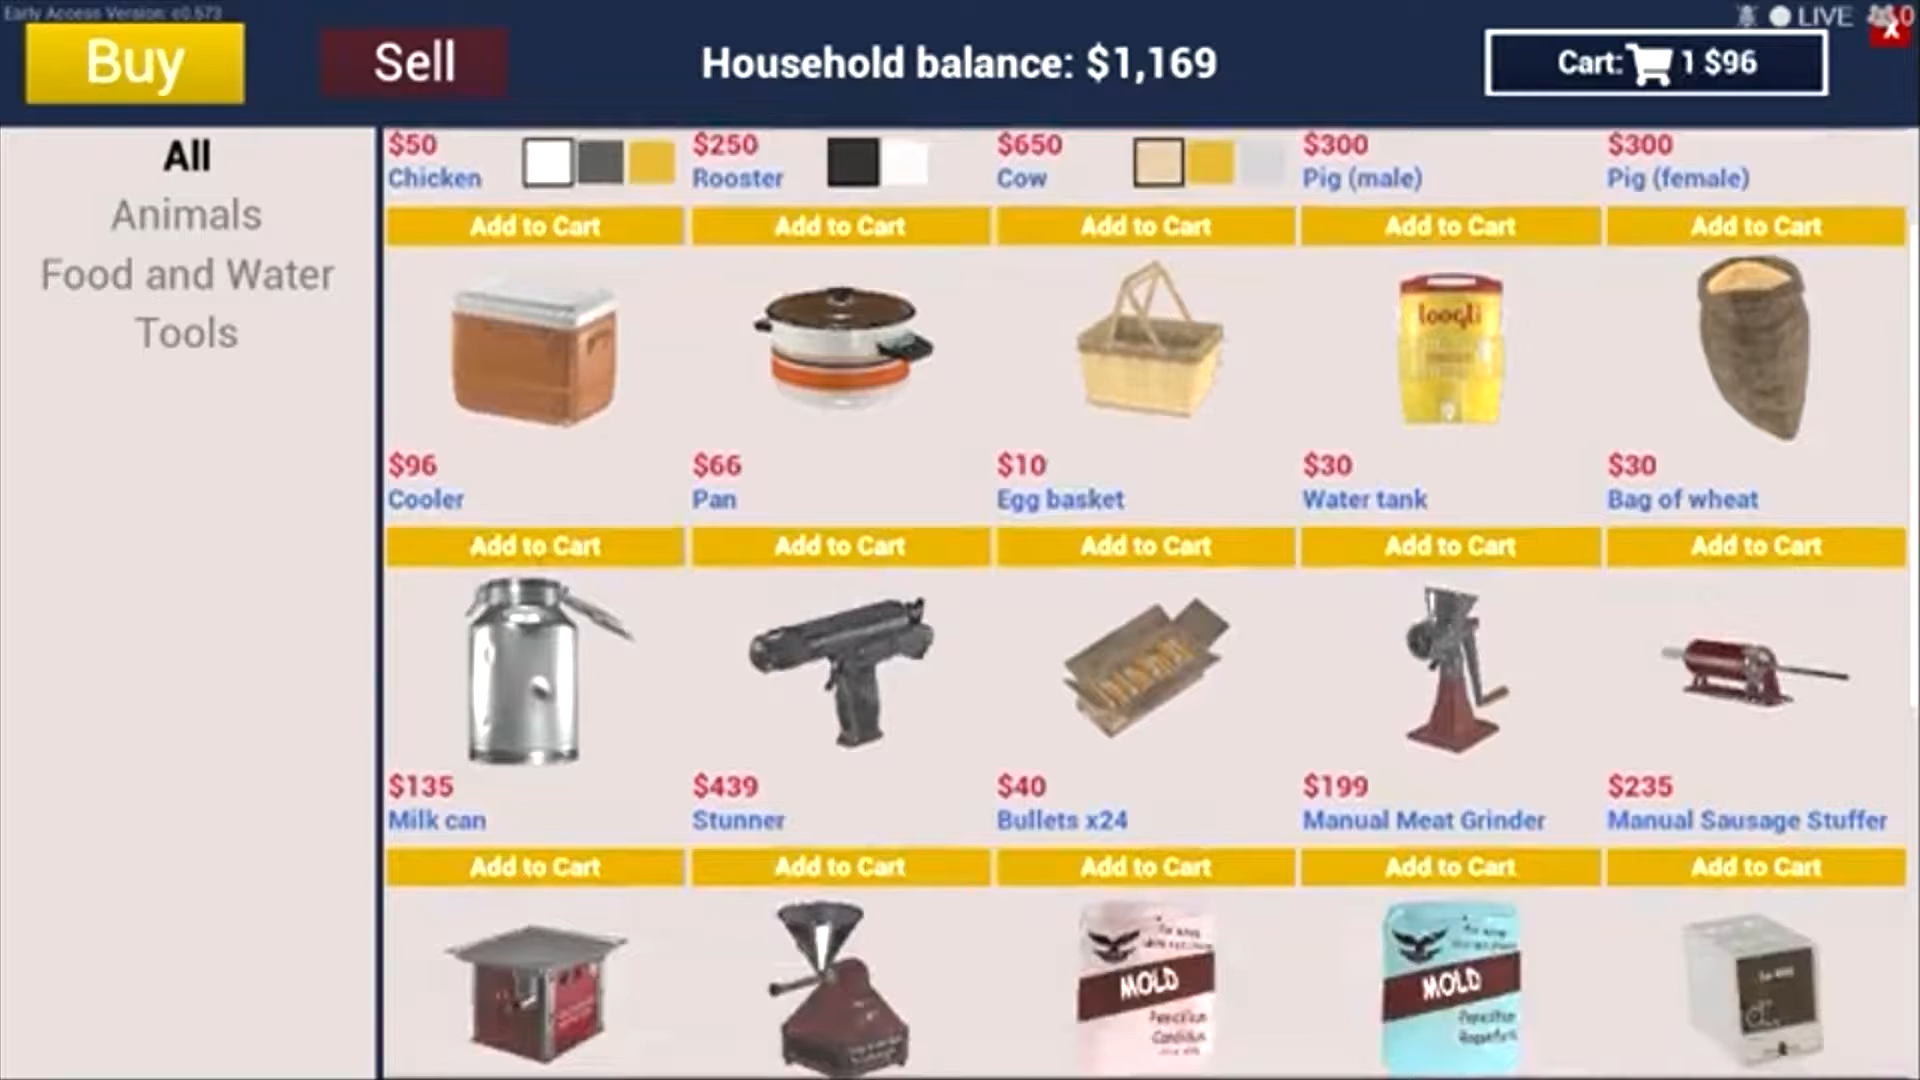 Early Access Version: c0.573
LIVE
X
Buy
Sell
Household balance: $1,169
Cart: 1 $96
All
Animals
Food and Water
Tools
$50
Chicken
$250
Rooster
$650
Cow
$300
Pig (male)
$300
Pig (female)
Add to Cart
Add to Cart
Add to Cart
Add to Cart
Add to Cart
$96
Cooler
$66
Pan
$10
Egg basket
$30
Water tank
$30
Bag of wheat
Add to Cart
Add to Cart
Add to Cart
Add to Cart
Add to Cart
$135
Milk can
$439
Stunner
$40
Bullets x24
$199
Manual Meat Grinder
$235
Manual Sausage Stuffer
Add to Cart
Add to Cart
Add to Cart
Add to Cart
Add to Cart
MOLD
MOLD